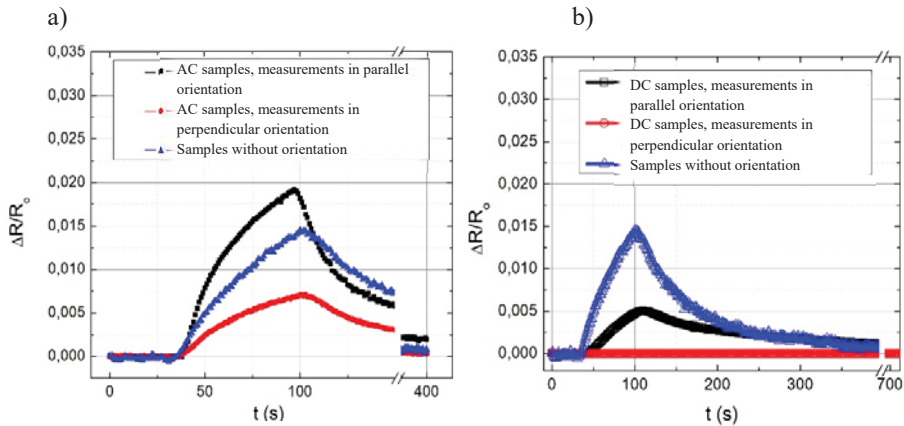 a)
0,035
0,030
0,025
0,020
0,015
0,010
0,005
0,000
ΔR/R₀
AC samples, measurements in parallel
orientation
AC samples, measurements in
perpendicular orientation
Samples without orientation
0 50 100 400
t (s)
b)
0,035
0,030
0,025
0,020
0,015
0,010
0,005
0,000
ΔR/R₀
DC samples, measurements in
parallel orientation
DC samples, measurements in
perpendicular orientation
Samples without orientation
0 100 200 300 700
t (s)